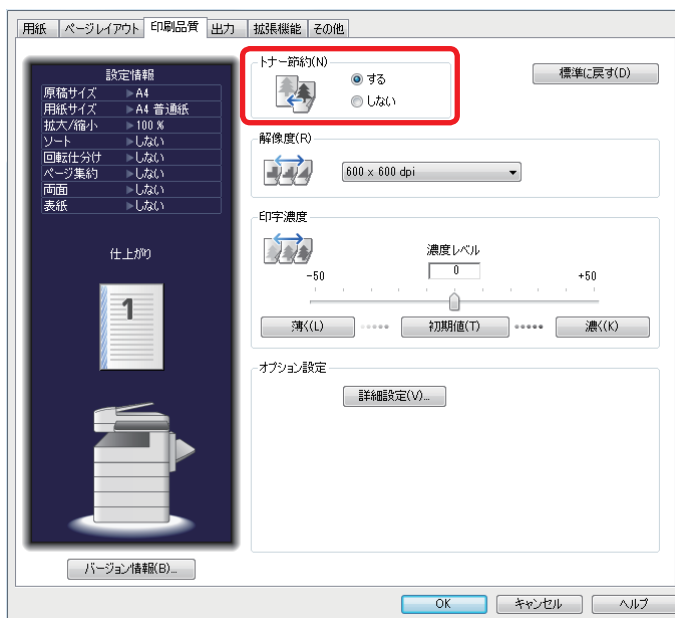 用紙 ページレイアウト 印刷品質 出力 拡張機能 その他
設定情報
原稿サイズ ▶A4
用紙サイズ ▶A4 普通紙
拡大/縮小 ▶100 %
ソート ▶しない
回転仕分け ▶しない
ページ集約 ▶しない
両面 ▶しない
表紙 ▶しない
仕上がり
1
バージョン情報(B)...
トナー節約(N)
する
しない
標準に戻す(D)
解像度(R)
600 x 600 dpi
印字濃度
濃度レベル
-50 0 +50
薄く(L) 初期値(T) 濃く(K)
オプション設定
詳細設定(V)...
OK キャンセル ヘルプ